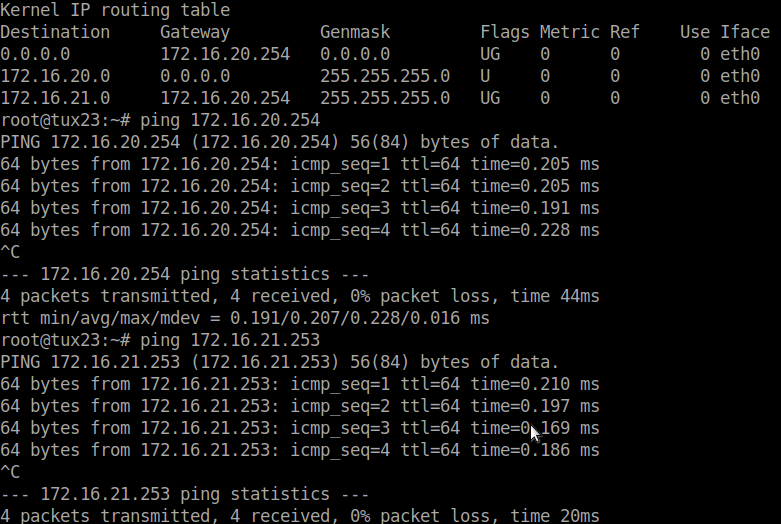 Kernel IP routing table
Destination     Gateway         Genmask         Flags Metric Ref    Use Iface
0.0.0.0         172.16.20.254   0.0.0.0         UG    0      0        0 eth0
172.16.20.0     0.0.0.0         255.255.255.0   U     0      0        0 eth0
172.16.21.0     172.16.20.254   255.255.255.0   UG    0      0        0 eth0
root@tux23:~# ping 172.16.20.254
PING 172.16.20.254 (172.16.20.254) 56(84) bytes of data.
64 bytes from 172.16.20.254: icmp_seq=1 ttl=64 time=0.205 ms
64 bytes from 172.16.20.254: icmp_seq=2 ttl=64 time=0.205 ms
64 bytes from 172.16.20.254: icmp_seq=3 ttl=64 time=0.191 ms
64 bytes from 172.16.20.254: icmp_seq=4 ttl=64 time=0.228 ms
^C
--- 172.16.20.254 ping statistics ---
4 packets transmitted, 4 received, 0% packet loss, time 44ms
rtt min/avg/max/mdev = 0.191/0.207/0.228/0.016 ms
root@tux23:~# ping 172.16.21.253
PING 172.16.21.253 (172.16.21.253) 56(84) bytes of data.
64 bytes from 172.16.21.253: icmp_seq=1 ttl=64 time=0.210 ms
64 bytes from 172.16.21.253: icmp_seq=2 ttl=64 time=0.197 ms
64 bytes from 172.16.21.253: icmp_seq=3 ttl=64 time=0.169 ms
64 bytes from 172.16.21.253: icmp_seq=4 ttl=64 time=0.186 ms
^C
--- 172.16.21.253 ping statistics ---
4 packets transmitted, 4 received, 0% packet loss, time 20ms